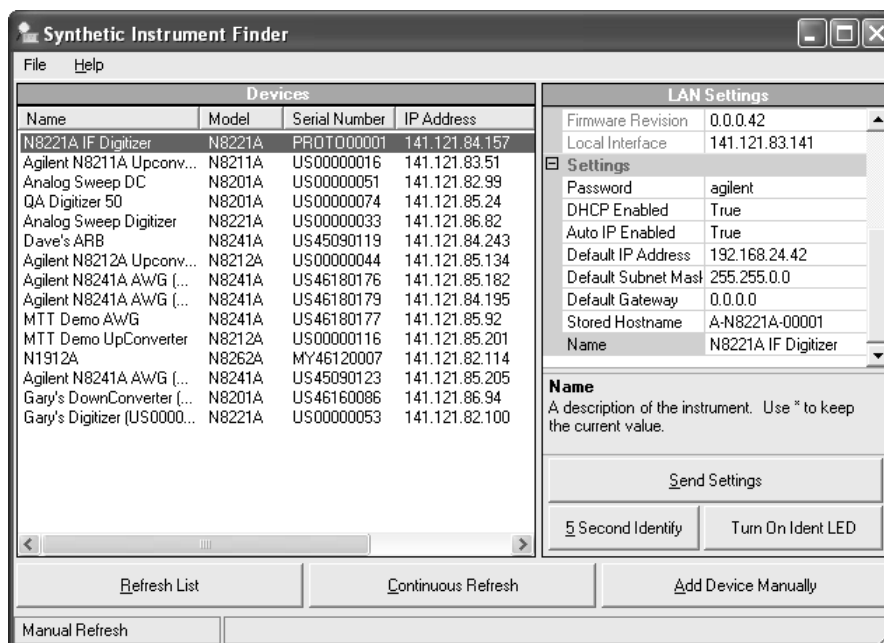 Synthetic Instrument Finder
File Help
Devices
Name Model Serial Number IP Address
N8221A IF Digitizer N8221A PROTO00001 141.121.84.157
Agilent N8211A Upconv... N8211A US00000016 141.121.83.51
Analog Sweep DC N8201A US00000051 141.121.82.99
QA Digitizer 50 N8201A US00000074 141.121.85.24
Analog Sweep Digitizer N8221A US00000033 141.121.86.82
Dave's ARB N8241A US45090119 141.121.84.243
Agilent N8212A Upconv... N8212A US00000044 141.121.85.134
Agilent N8241A AWG (... N8241A US46180176 141.121.85.182
Agilent N8241A AWG (... N8241A US46180179 141.121.84.195
MTT Demo AWG N8241A US46180177 141.121.85.92
MTT Demo UpConverter N8212A US00000116 141.121.85.201
N1912A N8262A MY46120007 141.121.82.114
Agilent N8241A AWG (... N8241A US45090123 141.121.85.205
Gary's DownConverter (... N8201A US46160086 141.121.86.94
Gary's Digitizer (US0000... N8221A US00000053 141.121.82.100
LAN Settings
Firmware Revision 0.0.0.42
Local Interface 141.121.83.141
Settings
Password agilent
DHCP Enabled True
Auto IP Enabled True
Default IP Address 192.168.24.42
Default Subnet Mask 255.255.0.0
Default Gateway 0.0.0.0
Stored Hostname A-N8221A-00001
Name N8221A IF Digitizer
Name
A description of the instrument. Use * to keep
the current value.
Send Settings
5 Second Identify Turn On Ident LED
Refresh List Continuous Refresh Add Device Manually
Manual Refresh